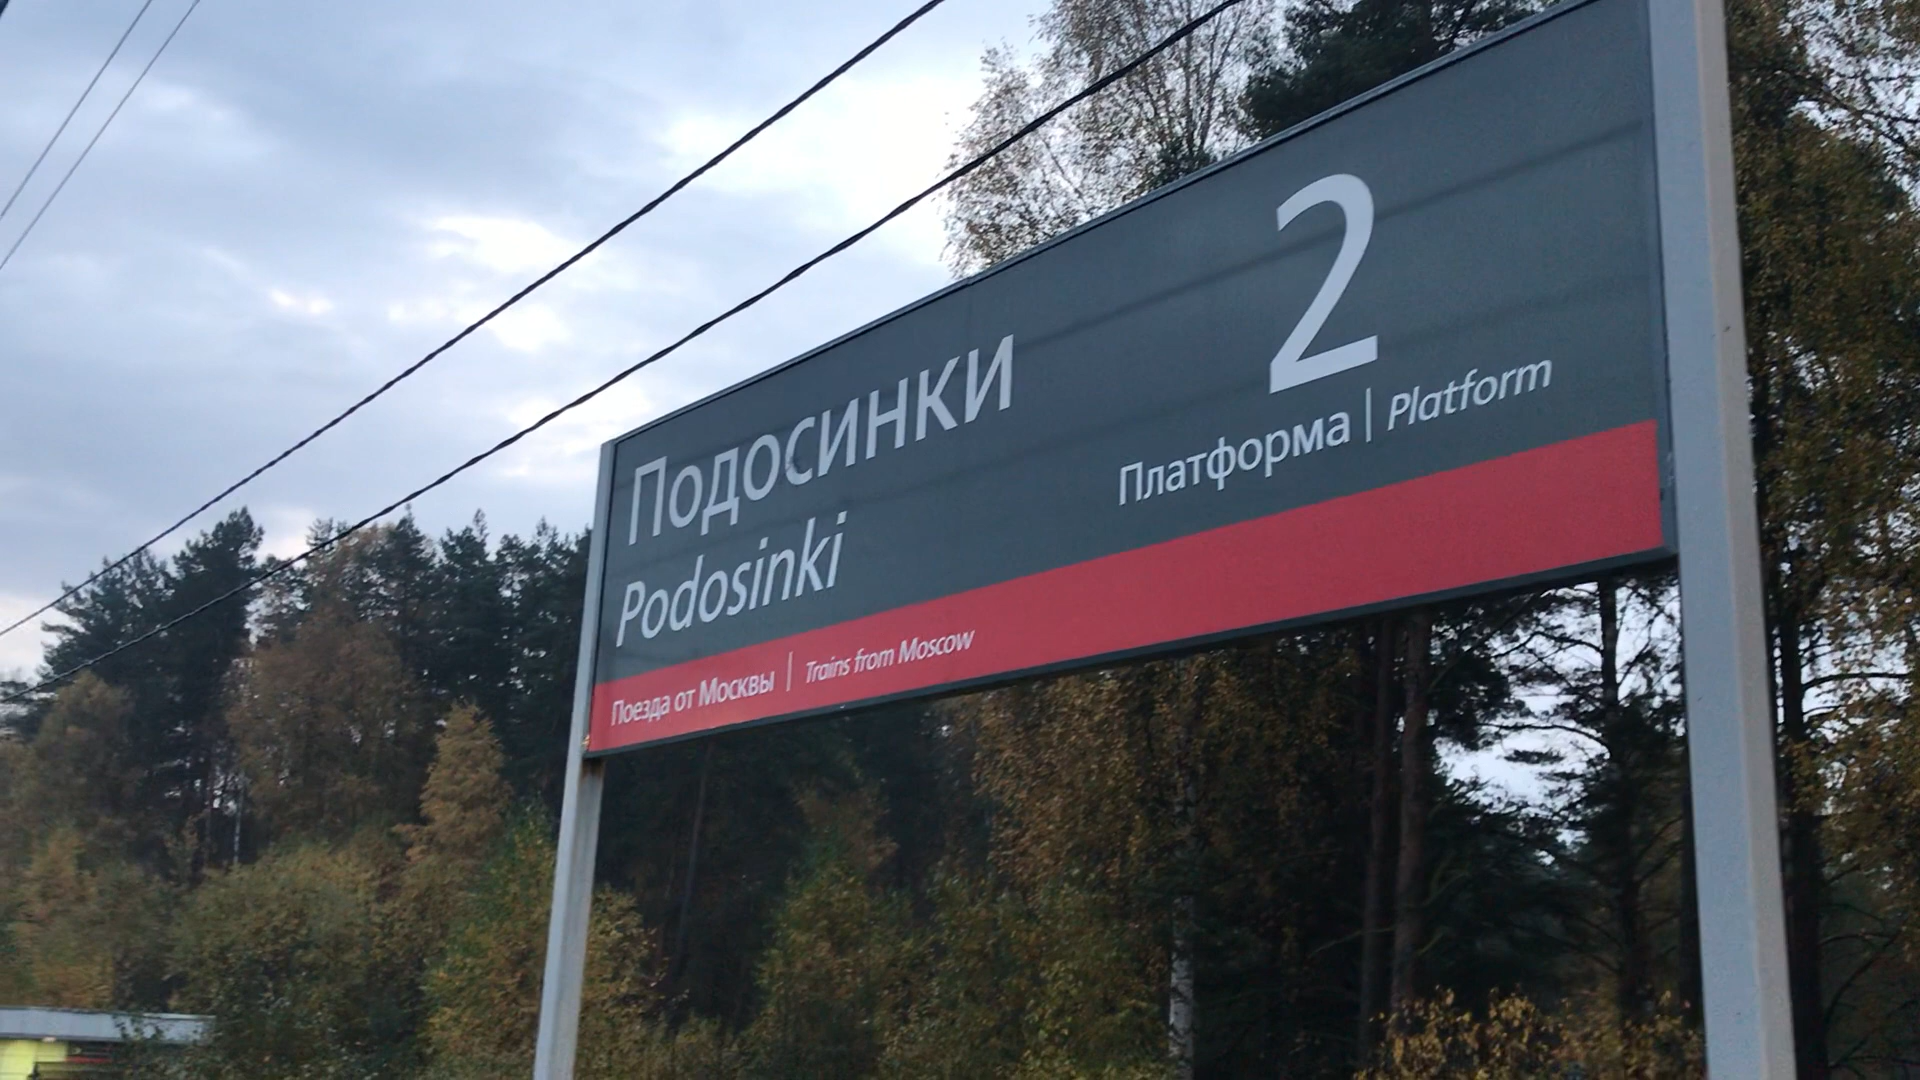 Подосинки
Podosinki
2
Платформа | Platform
Поезда от Москвы | Trains from Moscow